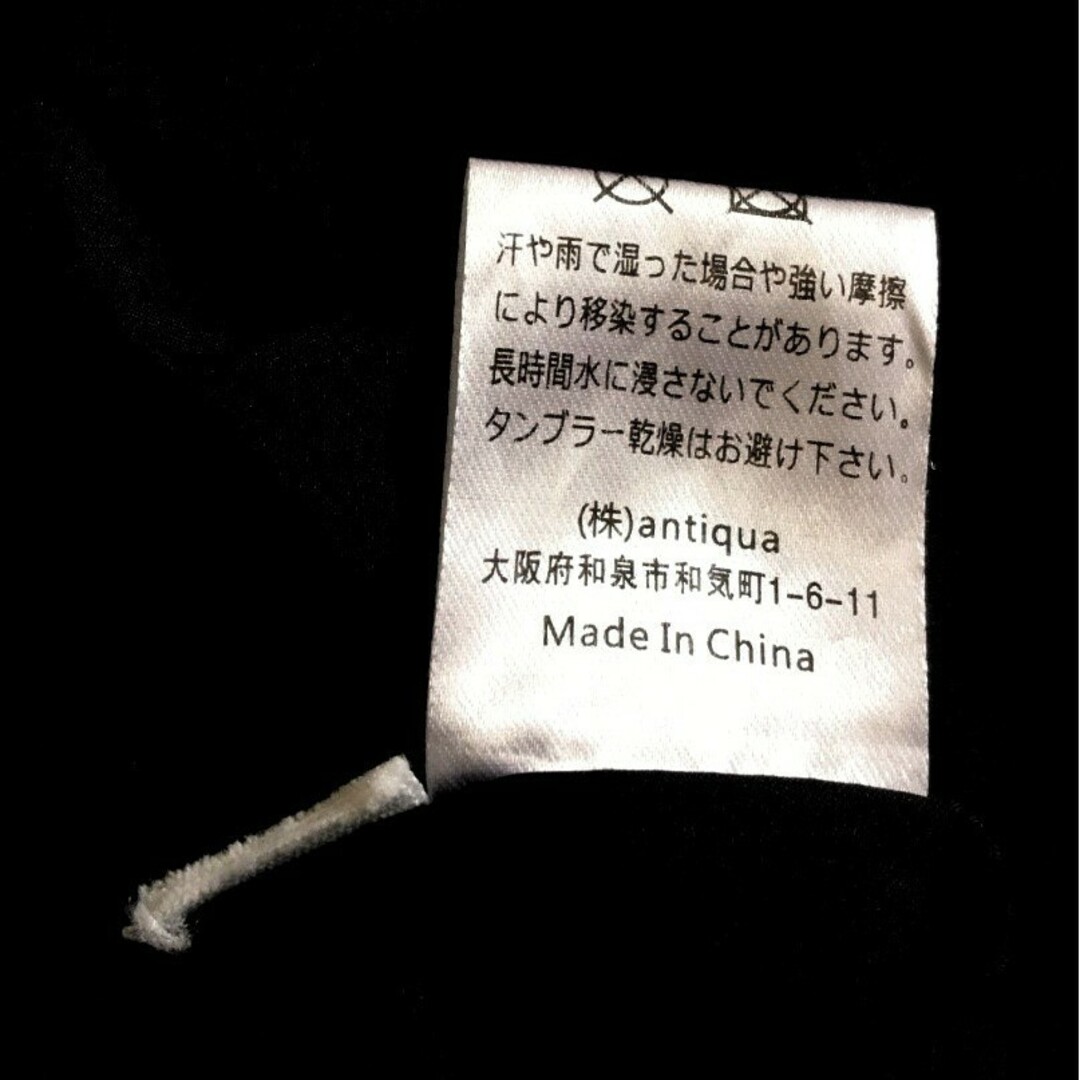 汗や雨で湿った場合や強い摩擦
により移染することがあります。
長時間水に浸さないでください。
タンブラー乾燥はお避け下さい。
(株)antiqua
大阪府和泉市和気町1-6-11
Made In China